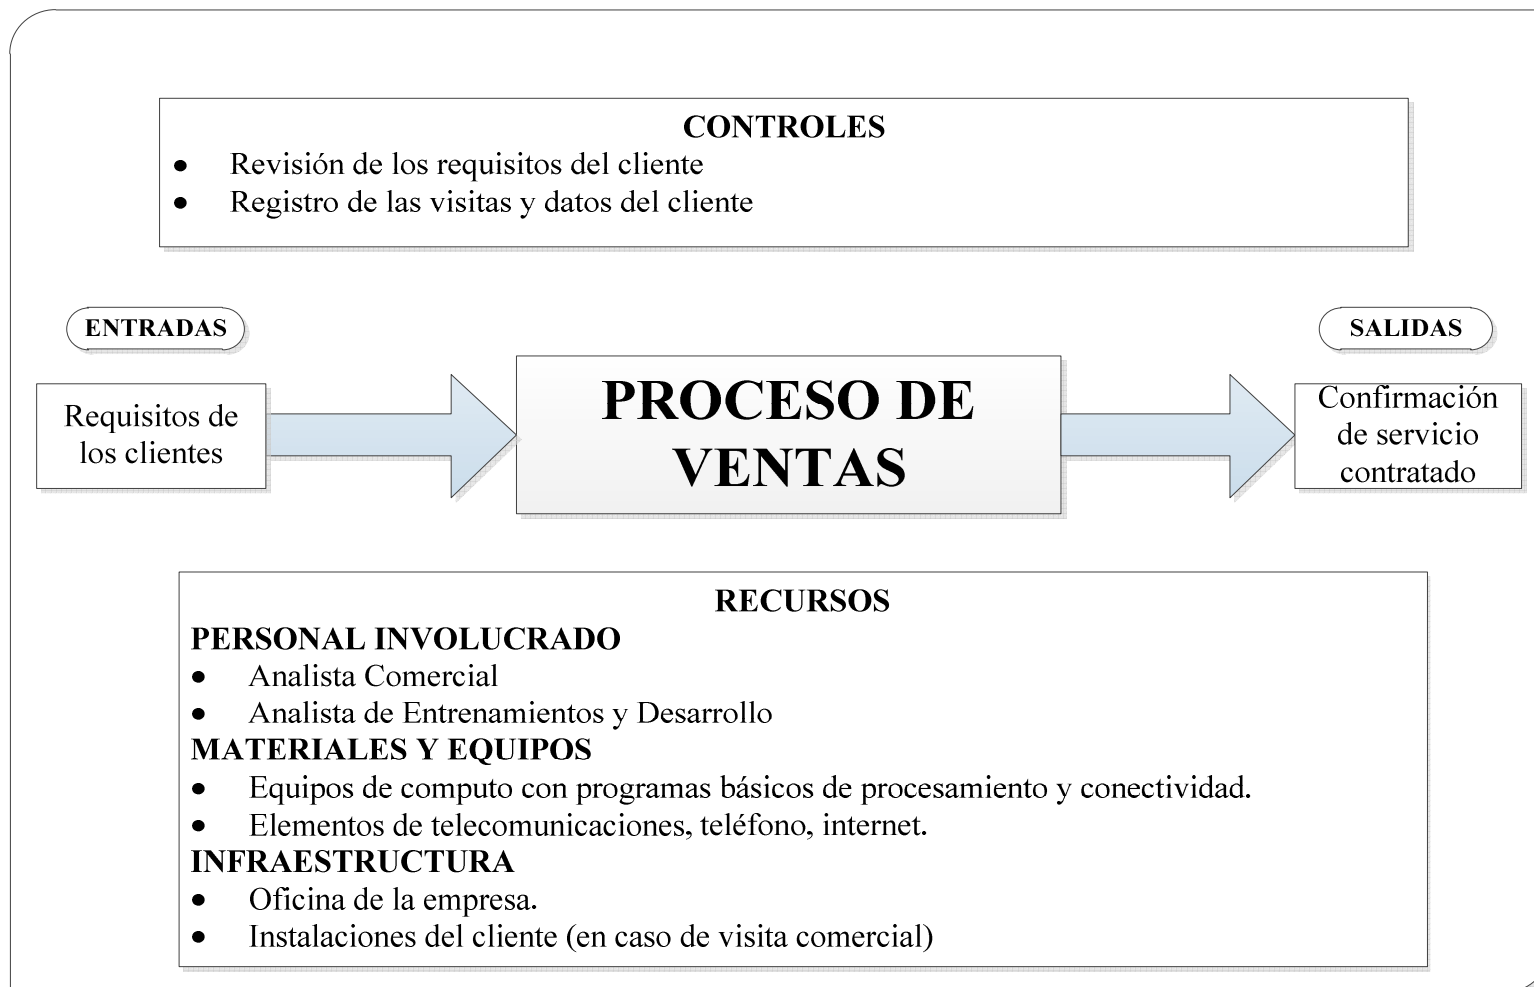 CONTROLES
● Revisión de los requisitos del cliente
● Registro de las visitas y datos del cliente
ENTRADAS
SALIDAS
Requisitos de
los clientes
PROCESO DE
VENTAS
Confirmación
de servicio
contratado
RECURSOS
PERSONAL INVOLUCRADO
● Analista Comercial
● Analista de Entrenamientos y Desarrollo
MATERIALES Y EQUIPOS
● Equipos de computo con programas básicos de procesamiento y conectividad.
● Elementos de telecomunicaciones, teléfono, internet.
INFRAESTRUCTURA
● Oficina de la empresa.
● Instalaciones del cliente (en caso de visita comercial)